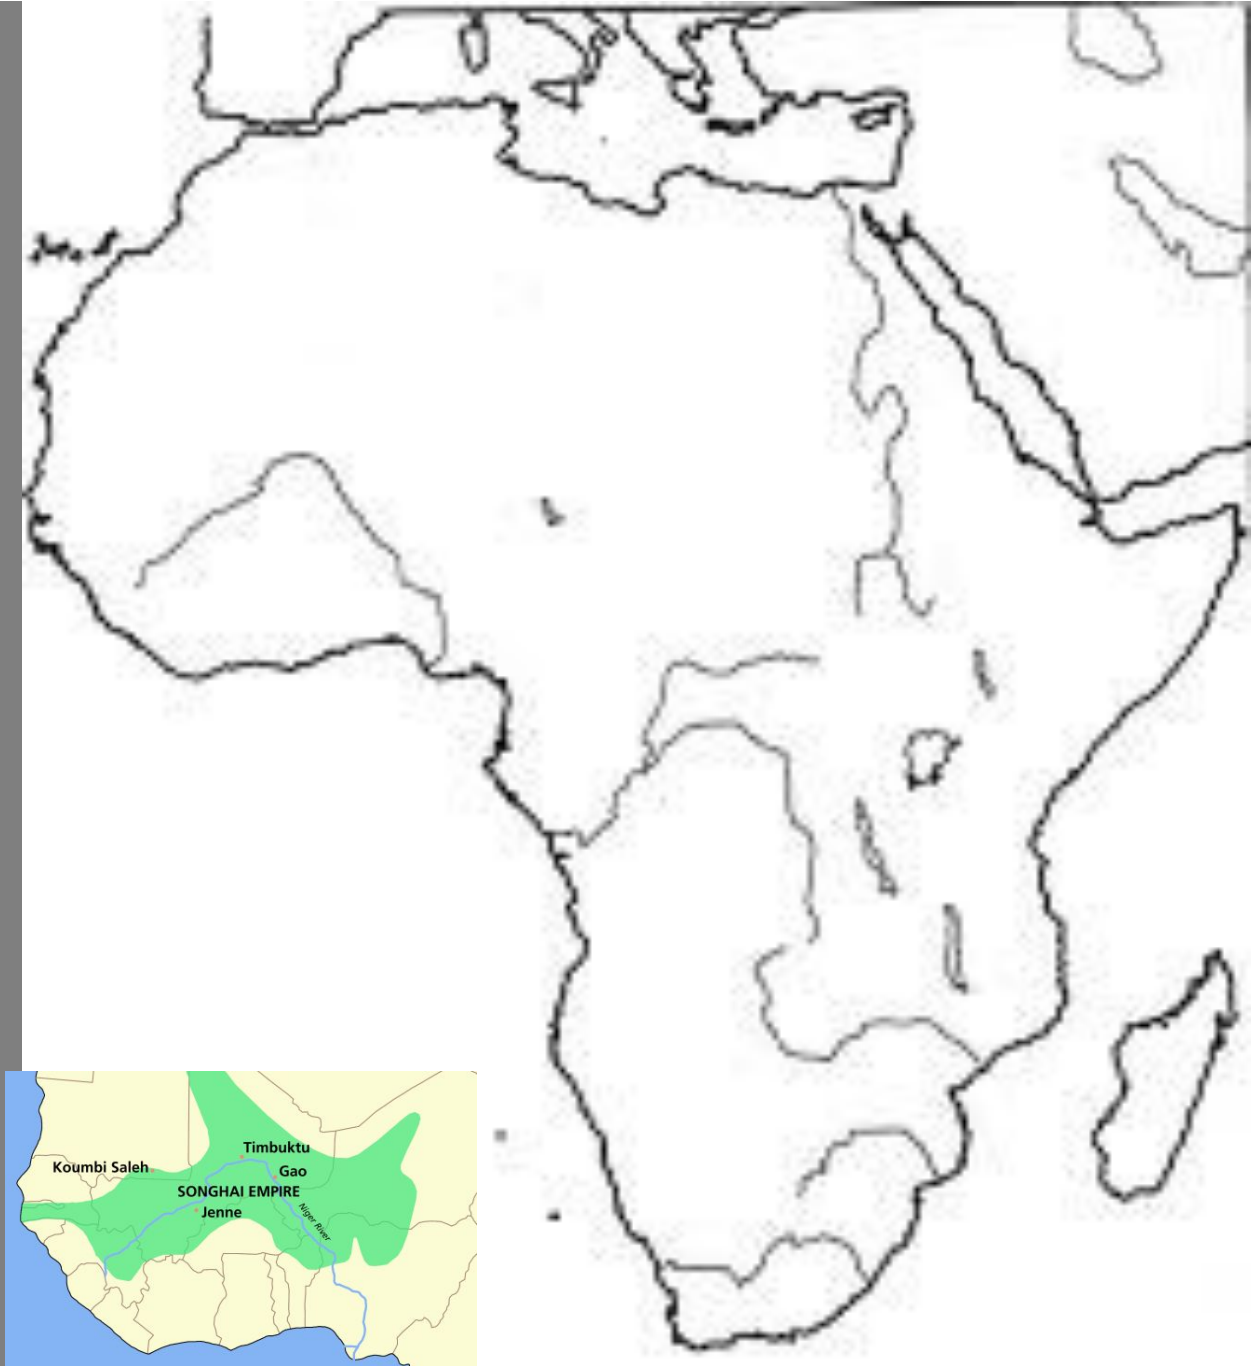 Timbuktu
Koumbi Saleh
Gao
SONGHAI EMPIRE
Jenne
Niger River